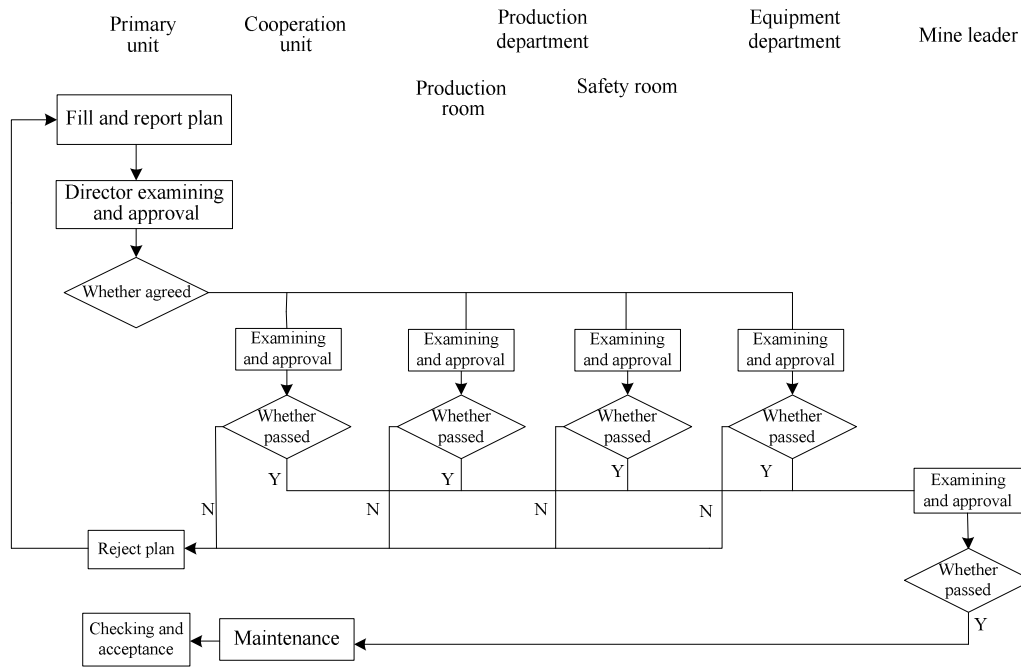 Primary
unit
Cooperation
unit
Production
department
Equipment
department
Mine leader
Production
room
Safety room
Fill and report plan
Director examining
and approval
Whether agreed
Examining
and approval
Examining
and approval
Examining
and approval
Examining
and approval
Whether
passed
Whether
passed
Whether
passed
Whether
passed
Y
Y
Y
Y
N
N
N
N
Examining
and approval
Reject plan
Whether
passed
Y
Checking and
acceptance
Maintenance